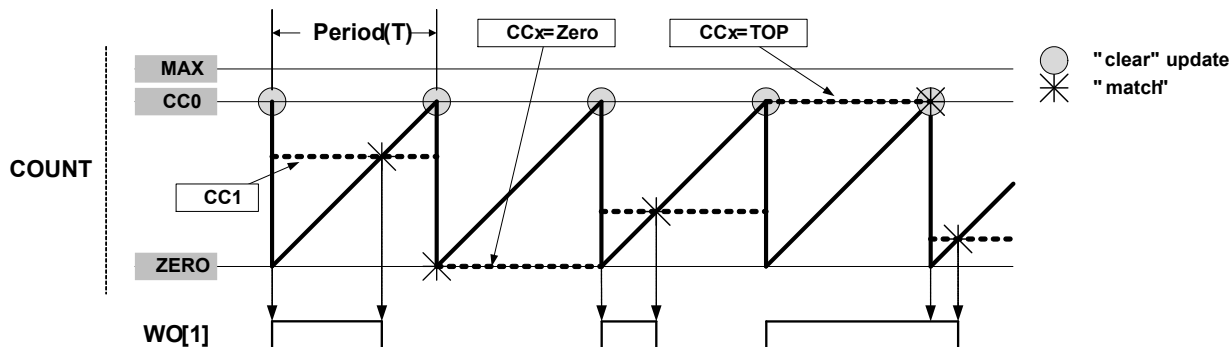 Period(T)
CCx=Zero
CCx=TOP
"clear" update
"match"
MAX
CC0
COUNT
CC1
ZERO
WO[1]